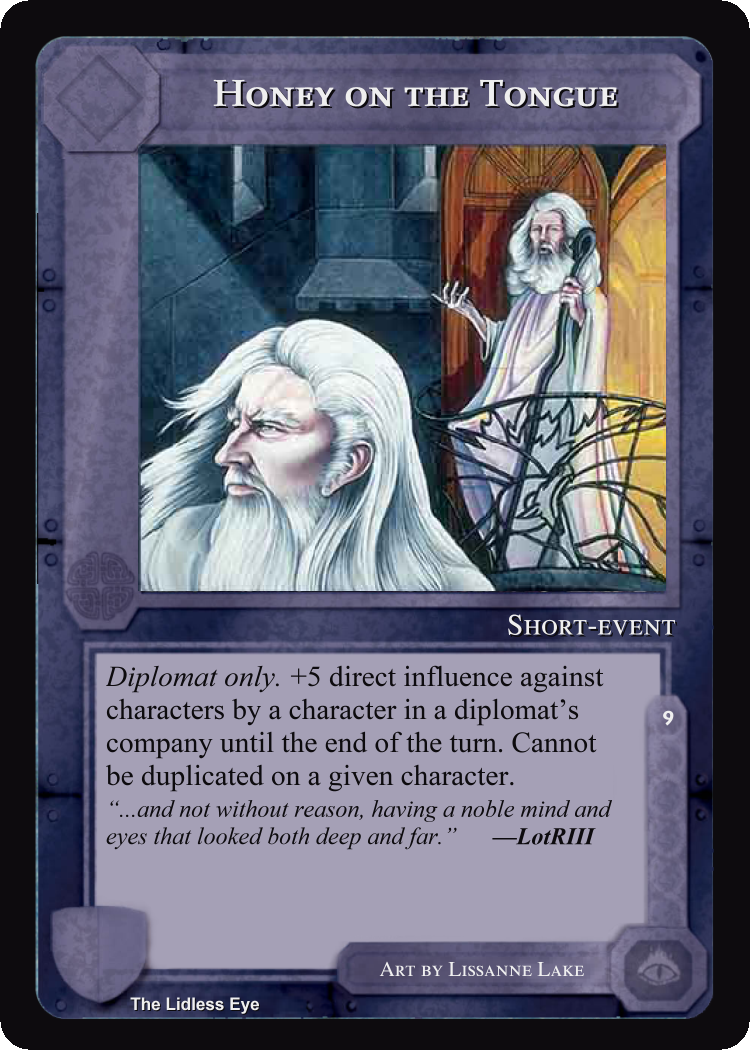 Honey on the Tongue
Short-event
Diplomat only. +5 direct influence against
characters by a character in a diplomat's
company until the end of the turn. Cannot
be duplicated on a given character.
"...and not without reason, having a noble mind and
eyes that looked both deep and far." —LotRIII
9
Art by Lissanne Lake
The Lidless Eye